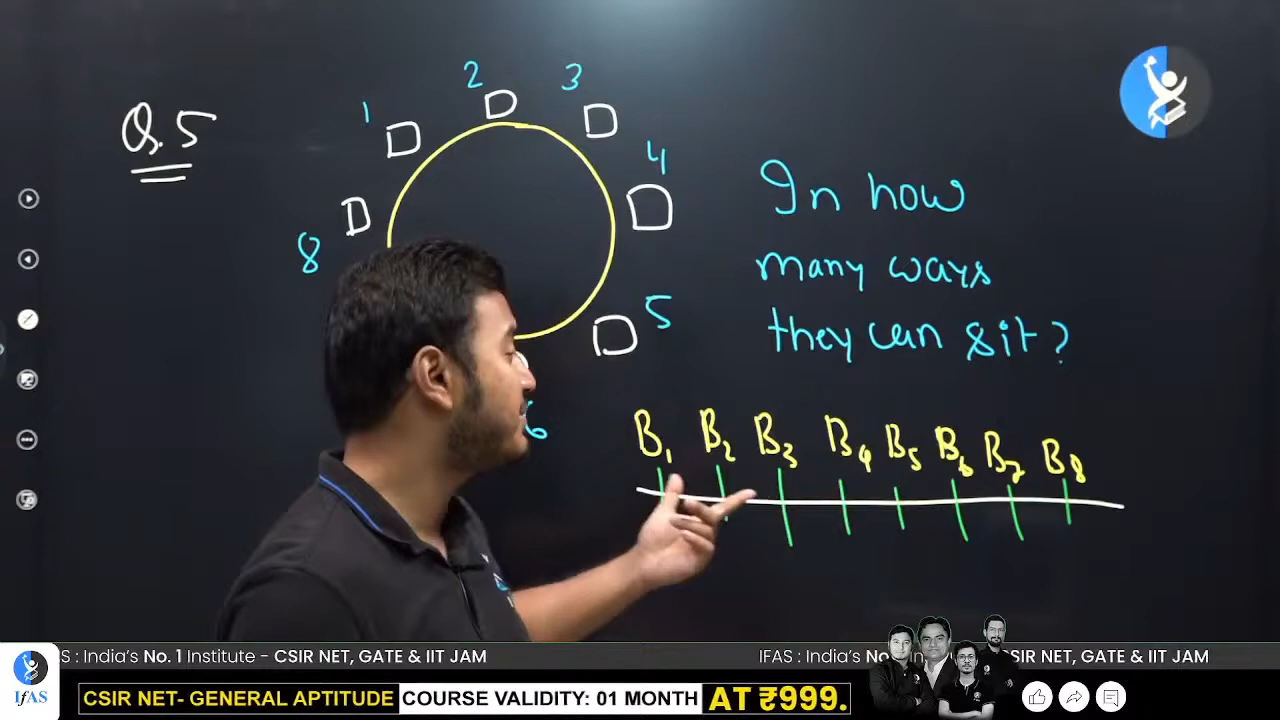 Q.5
1
2
3
4
5
6
8
In how
many ways
they can sit?
B1 B2 B3 B4 B5 B6 B7 B8
S : India's No. 1 Institute - CSIR NET, GATE & IIT JAM
IFAS : India's No.
SIR NET, GATE & IIT JAM
IfAS
CSIR NET- GENERAL APTITUDE COURSE VALIDITY: 01 MONTH AT ₹999.